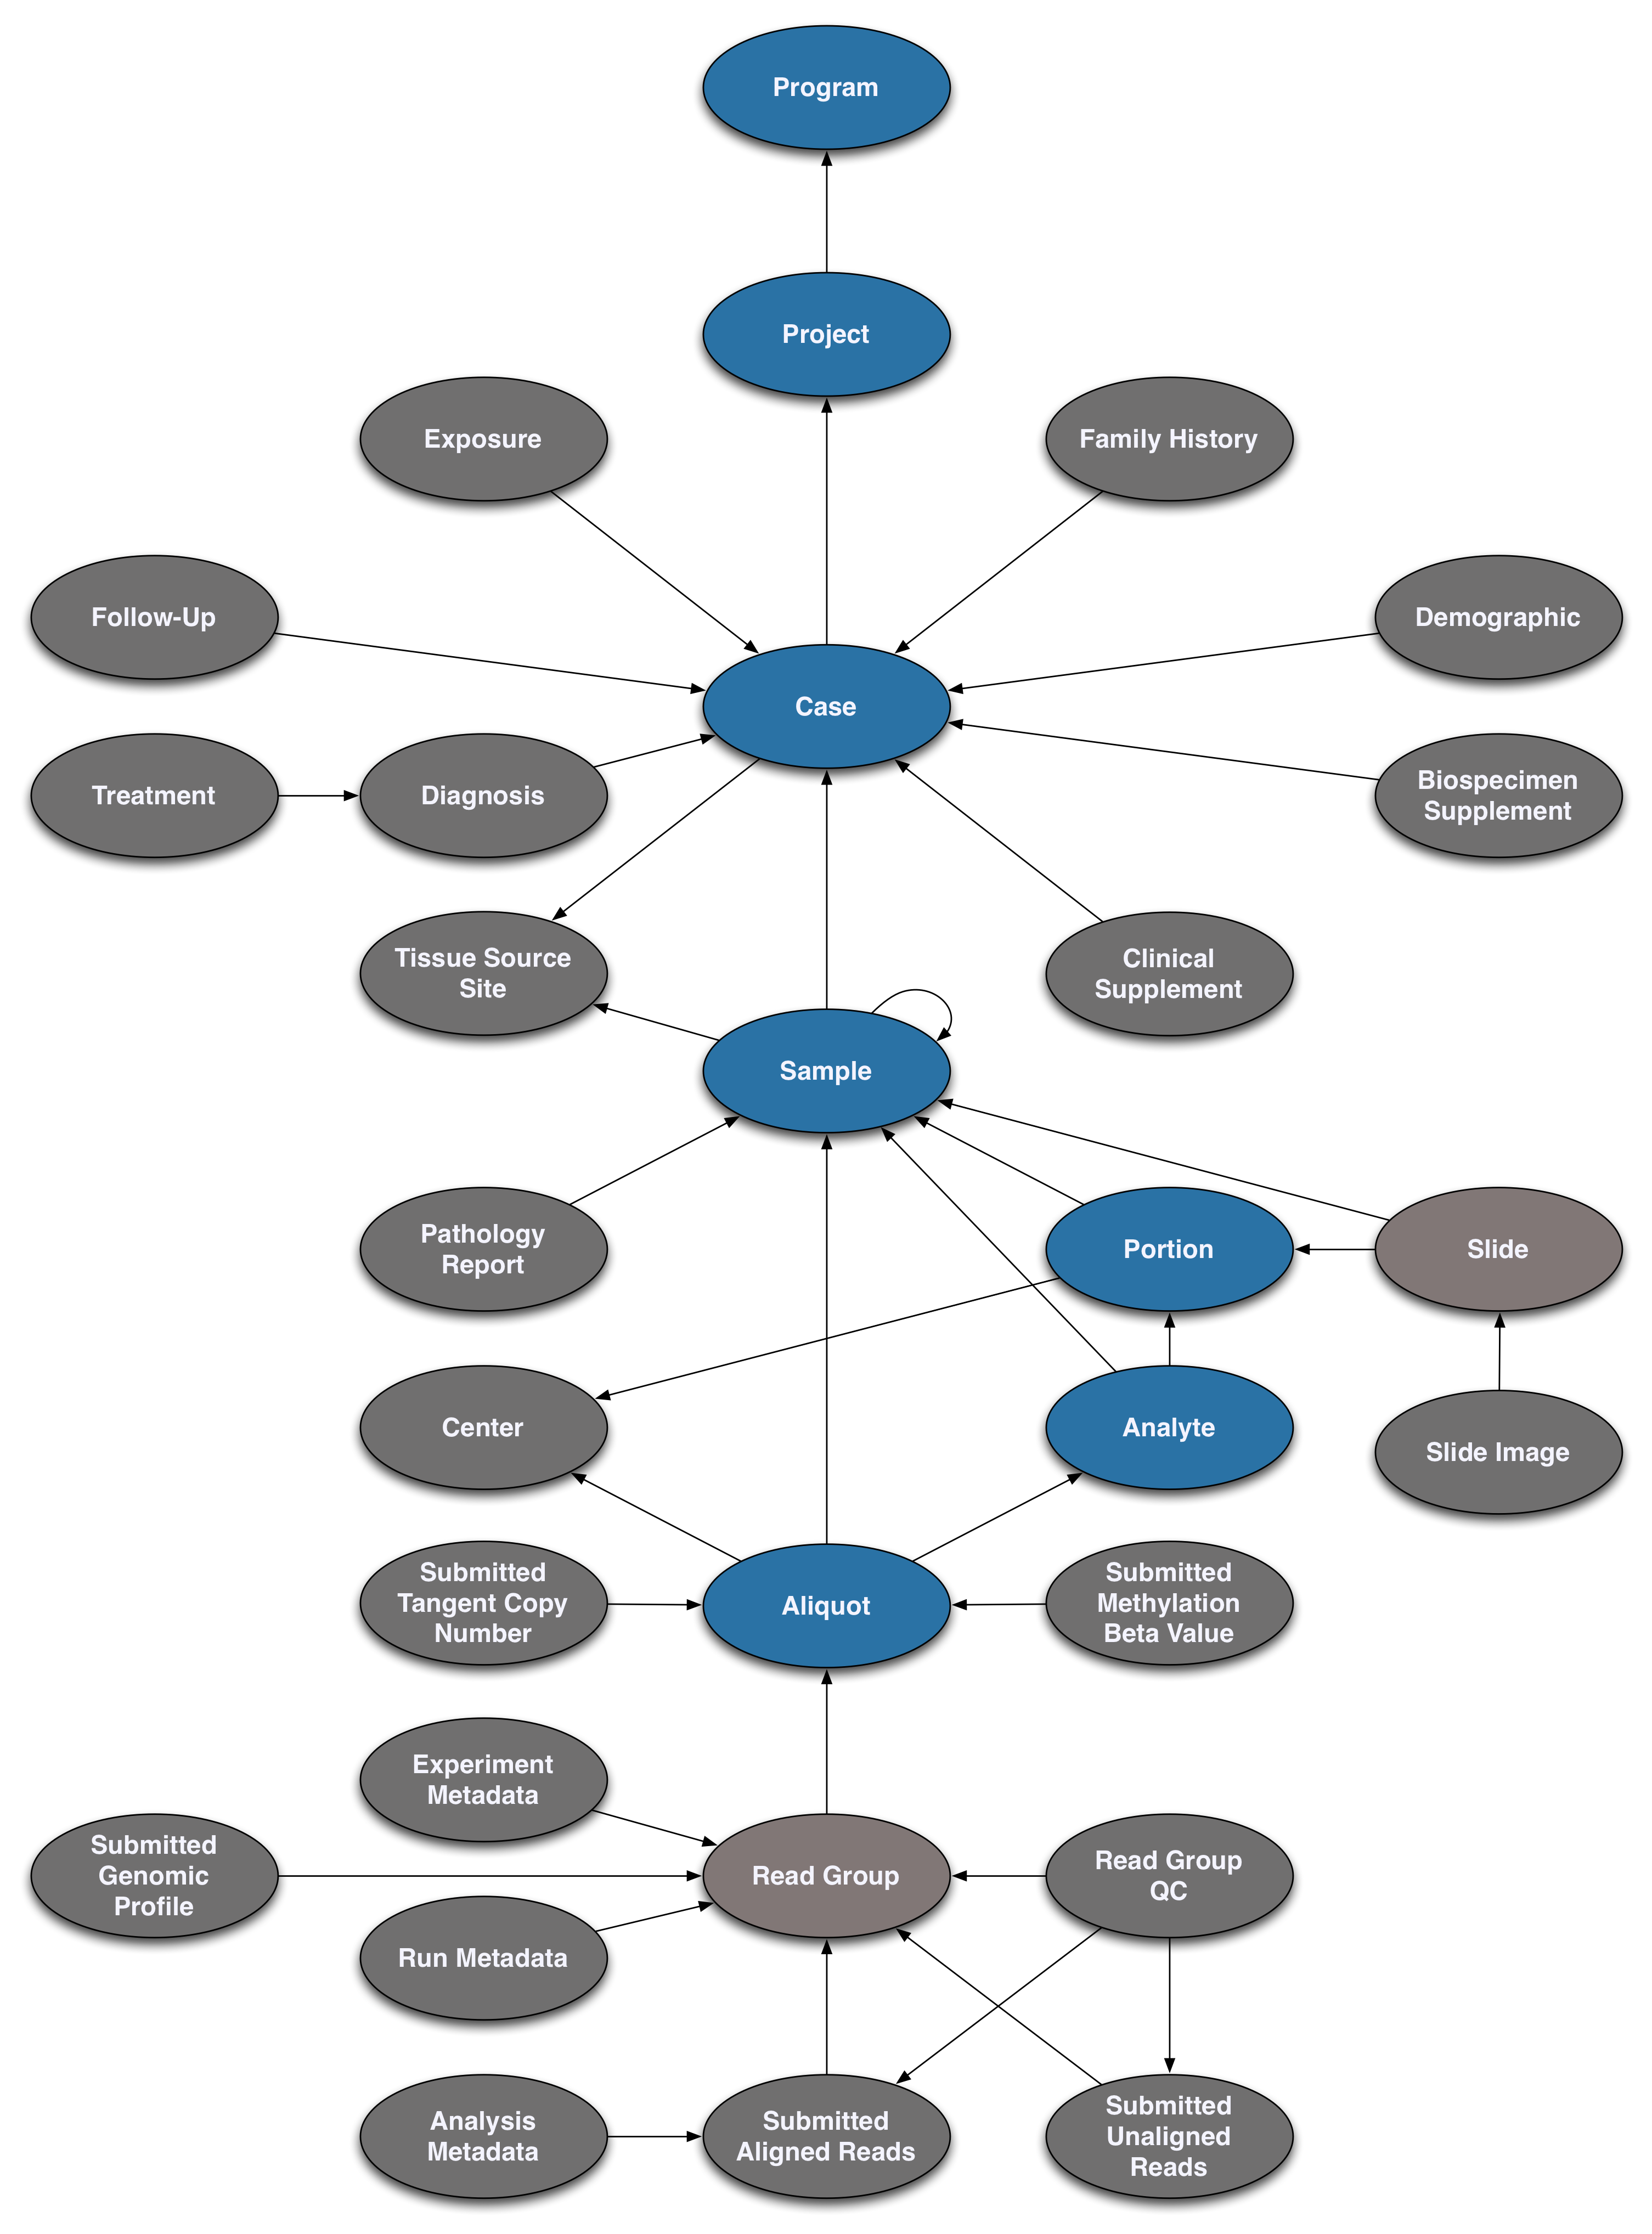 Program
Project
Exposure
Family History
Follow-Up
Demographic
Case
Treatment
Diagnosis
Biospecimen
Supplement
Tissue Source
Site
Clinical
Supplement
Sample
Pathology
Report
Portion
Slide
Center
Analyte
Slide Image
Submitted
Tangent Copy
Number
Aliquot
Submitted
Methylation
Beta Value
Experiment
Metadata
Submitted
Genomic
Profile
Read Group
Read Group
QC
Run Metadata
Analysis
Metadata
Submitted
Aligned Reads
Submitted
Unaligned
Reads